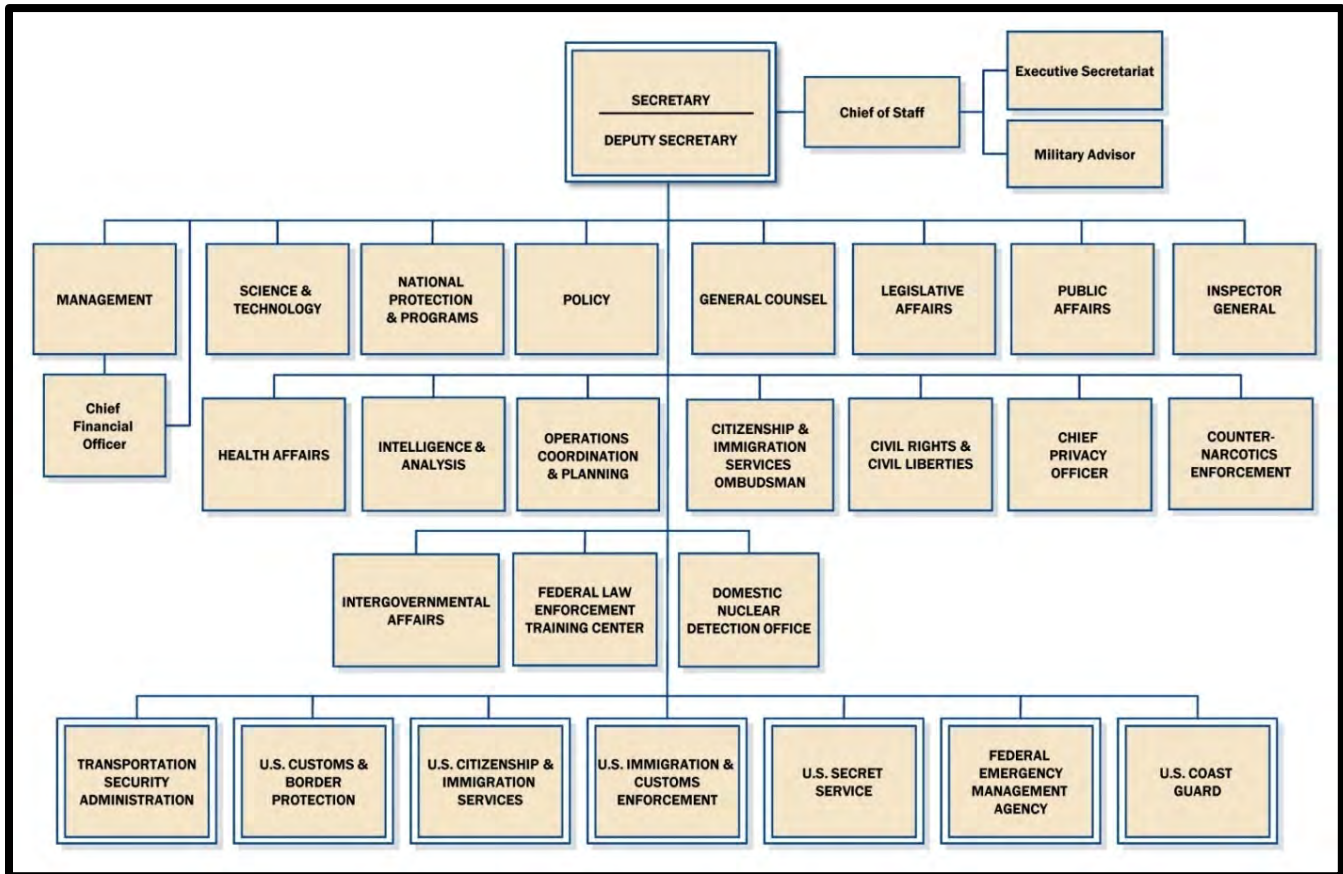 SECRETARY
DEPUTY SECRETARY
Chief of Staff
Executive Secretariat
Military Advisor
MANAGEMENT
SCIENCE &
TECHNOLOGY
NATIONAL
PROTECTION
& PROGRAMS
POLICY
GENERAL COUNSEL
LEGISLATIVE
AFFAIRS
PUBLIC
AFFAIRS
INSPECTOR
GENERAL
Chief
Financial
Officer
HEALTH AFFAIRS
INTELLIGENCE &
ANALYSIS
OPERATIONS
COORDINATION
& PLANNING
CITIZENSHIP &
IMMIGRATION
SERVICES
OMBUDSMAN
CIVIL RIGHTS &
CIVIL LIBERTIES
CHIEF
PRIVACY
OFFICER
COUNTER-
NARCOTICS
ENFORCEMENT
INTERGOVERNMENTAL
AFFAIRS
FEDERAL LAW
ENFORCEMENT
TRAINING CENTER
DOMESTIC
NUCLEAR
DETECTION OFFICE
TRANSPORTATION
SECURITY
ADMINISTRATION
U.S. CUSTOMS &
BORDER
PROTECTION
U.S. CITIZENSHIP &
IMMIGRATION
SERVICES
U.S. IMMIGRATION &
CUSTOMS
ENFORCEMENT
U.S. SECRET
SERVICE
FEDERAL
EMERGENCY
MANAGEMENT
AGENCY
U.S. COAST
GUARD